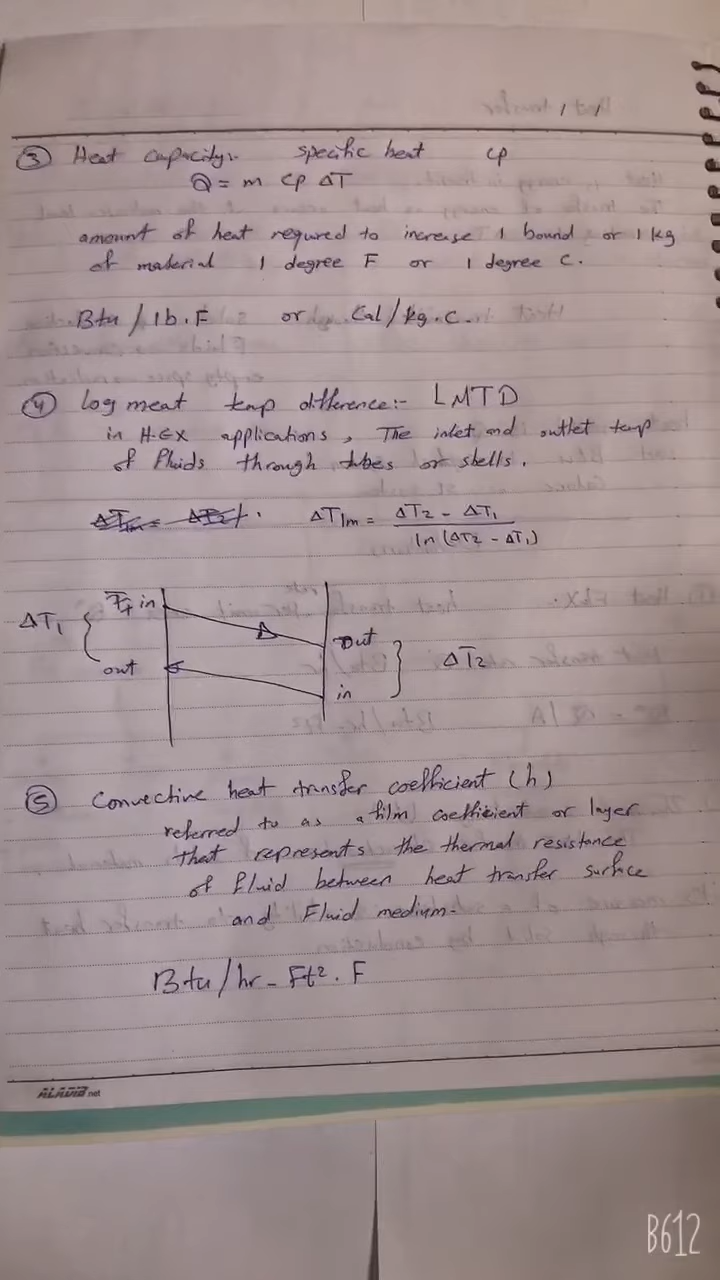 ③ Heat capacity:- specific heat cp
Q = m cp ΔT
amount of heat required to increase 1 bound or 1 kg
of material 1 degree F or 1 degree C.
Btu / lb.F or Cal/kg.C.
④ Log meat temp difference:- LMTD
in H.EX applications, The inlet and outlet temp
of fluids through tubes or shells.
ΔTlm = ΔT2 - ΔT1 / ln (ΔT2 - ΔT1)
ΔT1 in out ΔT2
out in
⑤ Convective heat transfer coefficient (h)
referred to as a film coefficient or layer
that represents the thermal resistance
of fluid between heat transfer surface
and Fluid medium.
Btu/hr - Ft². F
ALARB.net
B612